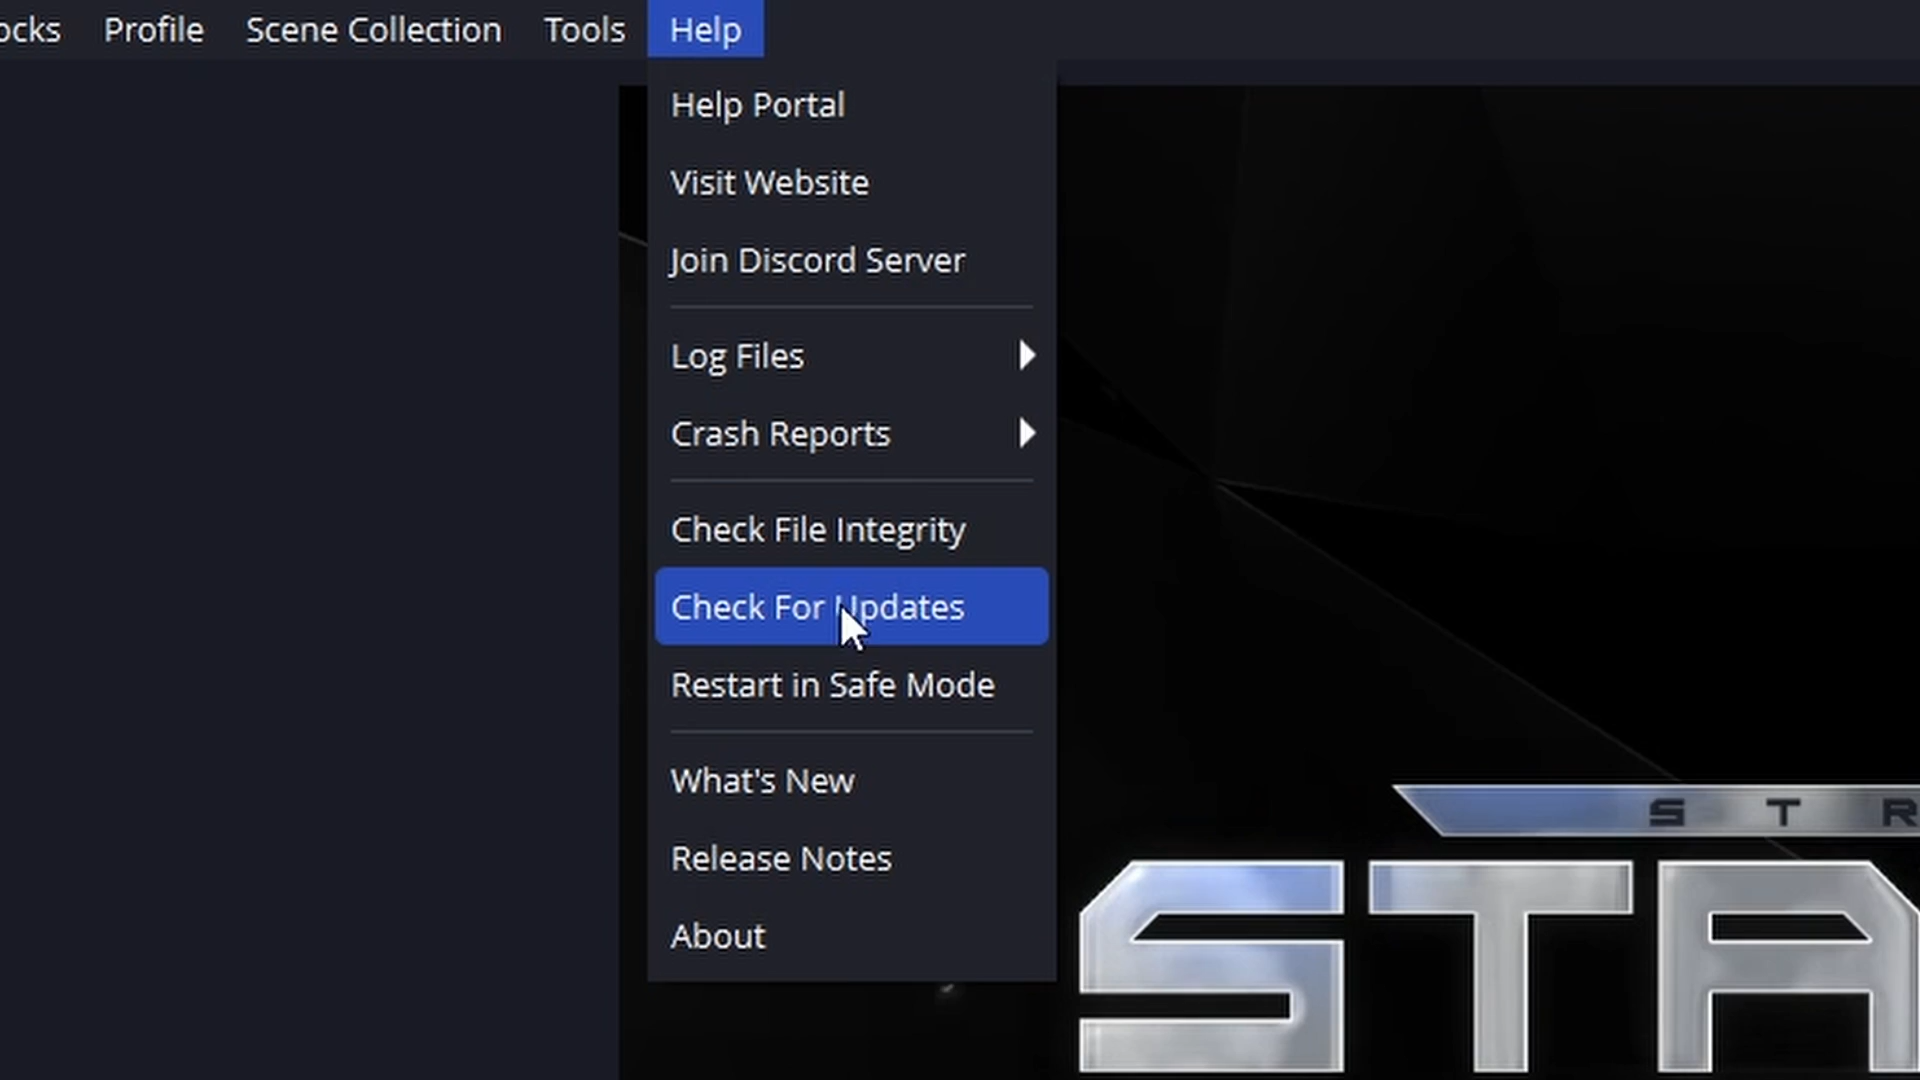 ocks Profile Scene Collection Tools Help
Help Portal
Visit Website
Join Discord Server
Log Files
Crash Reports
Check File Integrity
Check For Updates
Restart in Safe Mode
What's New
Release Notes
About
S T R
STA